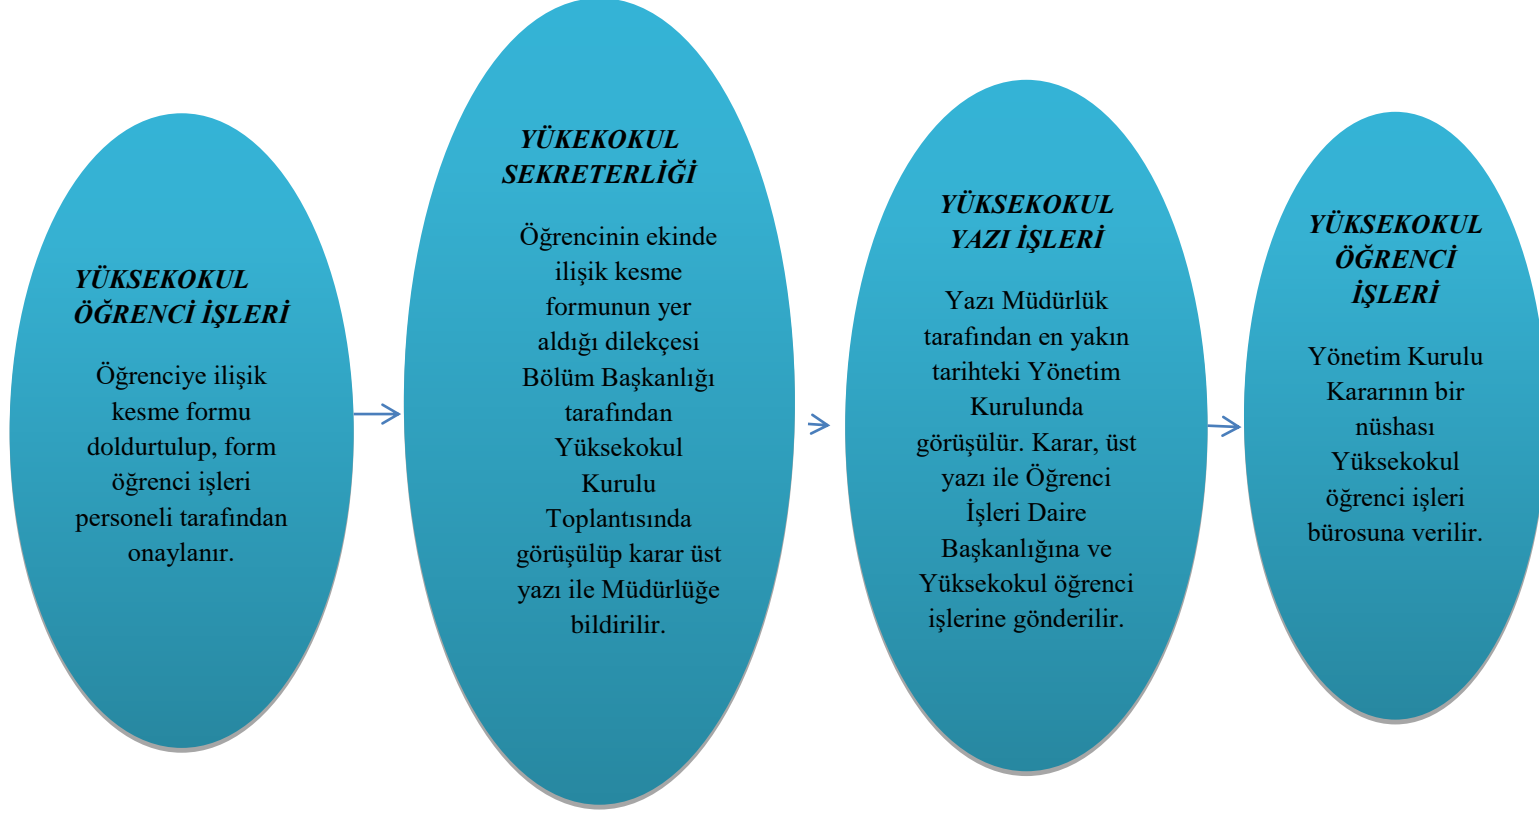 YÜKSEKOKUL
ÖĞRENCİ İŞLERİ
Öğrenciye ilişik
kesme formu
doldurtulup, form
öğrenci işleri
personeli tarafından
onaylanır.
YÜKEKOKUL
SEKRETERLİĞİ
Öğrencinin ekinde
ilişik kesme
formunun yer
aldığı dilekçesi
Bölüm Başkanlığı
tarafından
Yüksekokul
Kurulu
Toplantısında
görüşülüp karar üst
yazı ile Müdürlüğe
bildirilir.
YÜKSEKOKUL
YAZI İŞLERİ
Yazı Müdürlük
tarafından en yakın
tarihteki Yönetim
Kurulunda
görüşülür. Karar, üst
yazı ile Öğrenci
İşleri Daire
Başkanlığına ve
Yüksekokul öğrenci
işlerine gönderilir.
YÜKSEKOKUL
ÖĞRENCİ
İŞLERİ
Yönetim Kurulu
Kararının bir
nüshası
Yüksekokul
öğrenci işleri
bürosuna verilir.